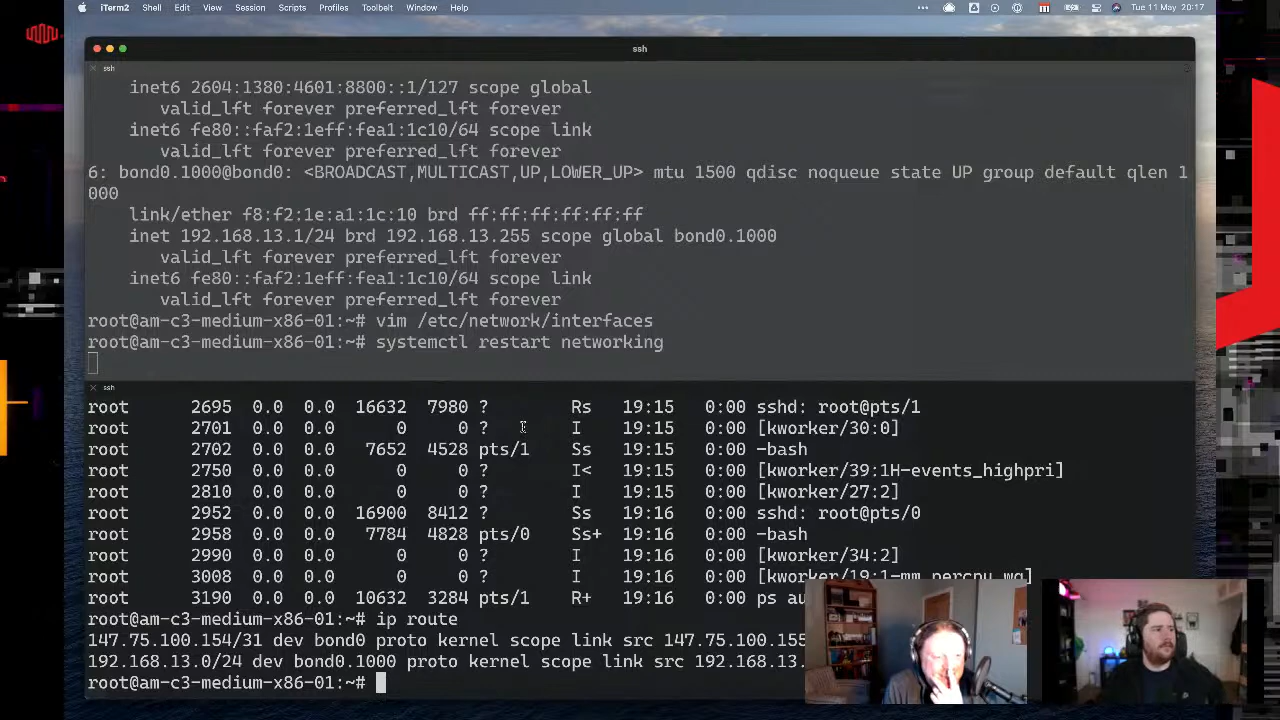 iTerm2 Shell Edit View Session Scripts Profiles Toolbelt Window Help Tue 11 May 20:17
ssh
ssh
inet6 2604:1380:4601:8800::1/127 scope global
valid_lft forever preferred_lft forever
inet6 fe80::faf2:1eff:fea1:1c10/64 scope link
valid_lft forever preferred_lft forever
6: bond0.1000@bond0: <BROADCAST,MULTICAST,UP,LOWER_UP> mtu 1500 qdisc noqueue state UP group default qlen 1
000
link/ether f8:f2:1e:a1:1c:10 brd ff:ff:ff:ff:ff:ff
inet 192.168.13.1/24 brd 192.168.13.255 scope global bond0.1000
valid_lft forever preferred_lft forever
inet6 fe80::faf2:1eff:fea1:1c10/64 scope link
valid_lft forever preferred_lft forever
root@am-c3-medium-x86-01:~# vim /etc/network/interfaces
root@am-c3-medium-x86-01:~# systemctl restart networking
ssh
root 2695 0.0 0.0 16632 7980 ? Rs 19:15 0:00 sshd: root@pts/1
root 2701 0.0 0.0 0 0 ? I 19:15 0:00 [kworker/30:0]
root 2702 0.0 0.0 7652 4528 pts/1 Ss 19:15 0:00 -bash
root 2750 0.0 0.0 0 0 ? I< 19:15 0:00 [kworker/39:1H-events_highpri]
root 2810 0.0 0.0 0 0 ? I 19:15 0:00 [kworker/27:2]
root 2952 0.0 0.0 16900 8412 ? Ss 19:16 0:00 sshd: root@pts/0
root 2958 0.0 0.0 7784 4828 pts/0 Ss+ 19:16 0:00 -bash
root 2990 0.0 0.0 0 0 ? I 19:16 0:00 [kworker/34:2]
root 3008 0.0 0.0 0 0 ? I 19:16 0:00 [kworker/19:1-mm_percpu_wq]
root 3190 0.0 0.0 10632 3284 pts/1 R+ 19:16 0:00 ps au
root@am-c3-medium-x86-01:~# ip route
147.75.100.154/31 dev bond0 proto kernel scope link src 147.75.100.155
192.168.13.0/24 dev bond0.1000 proto kernel scope link src 192.168.13.
root@am-c3-medium-x86-01:~#